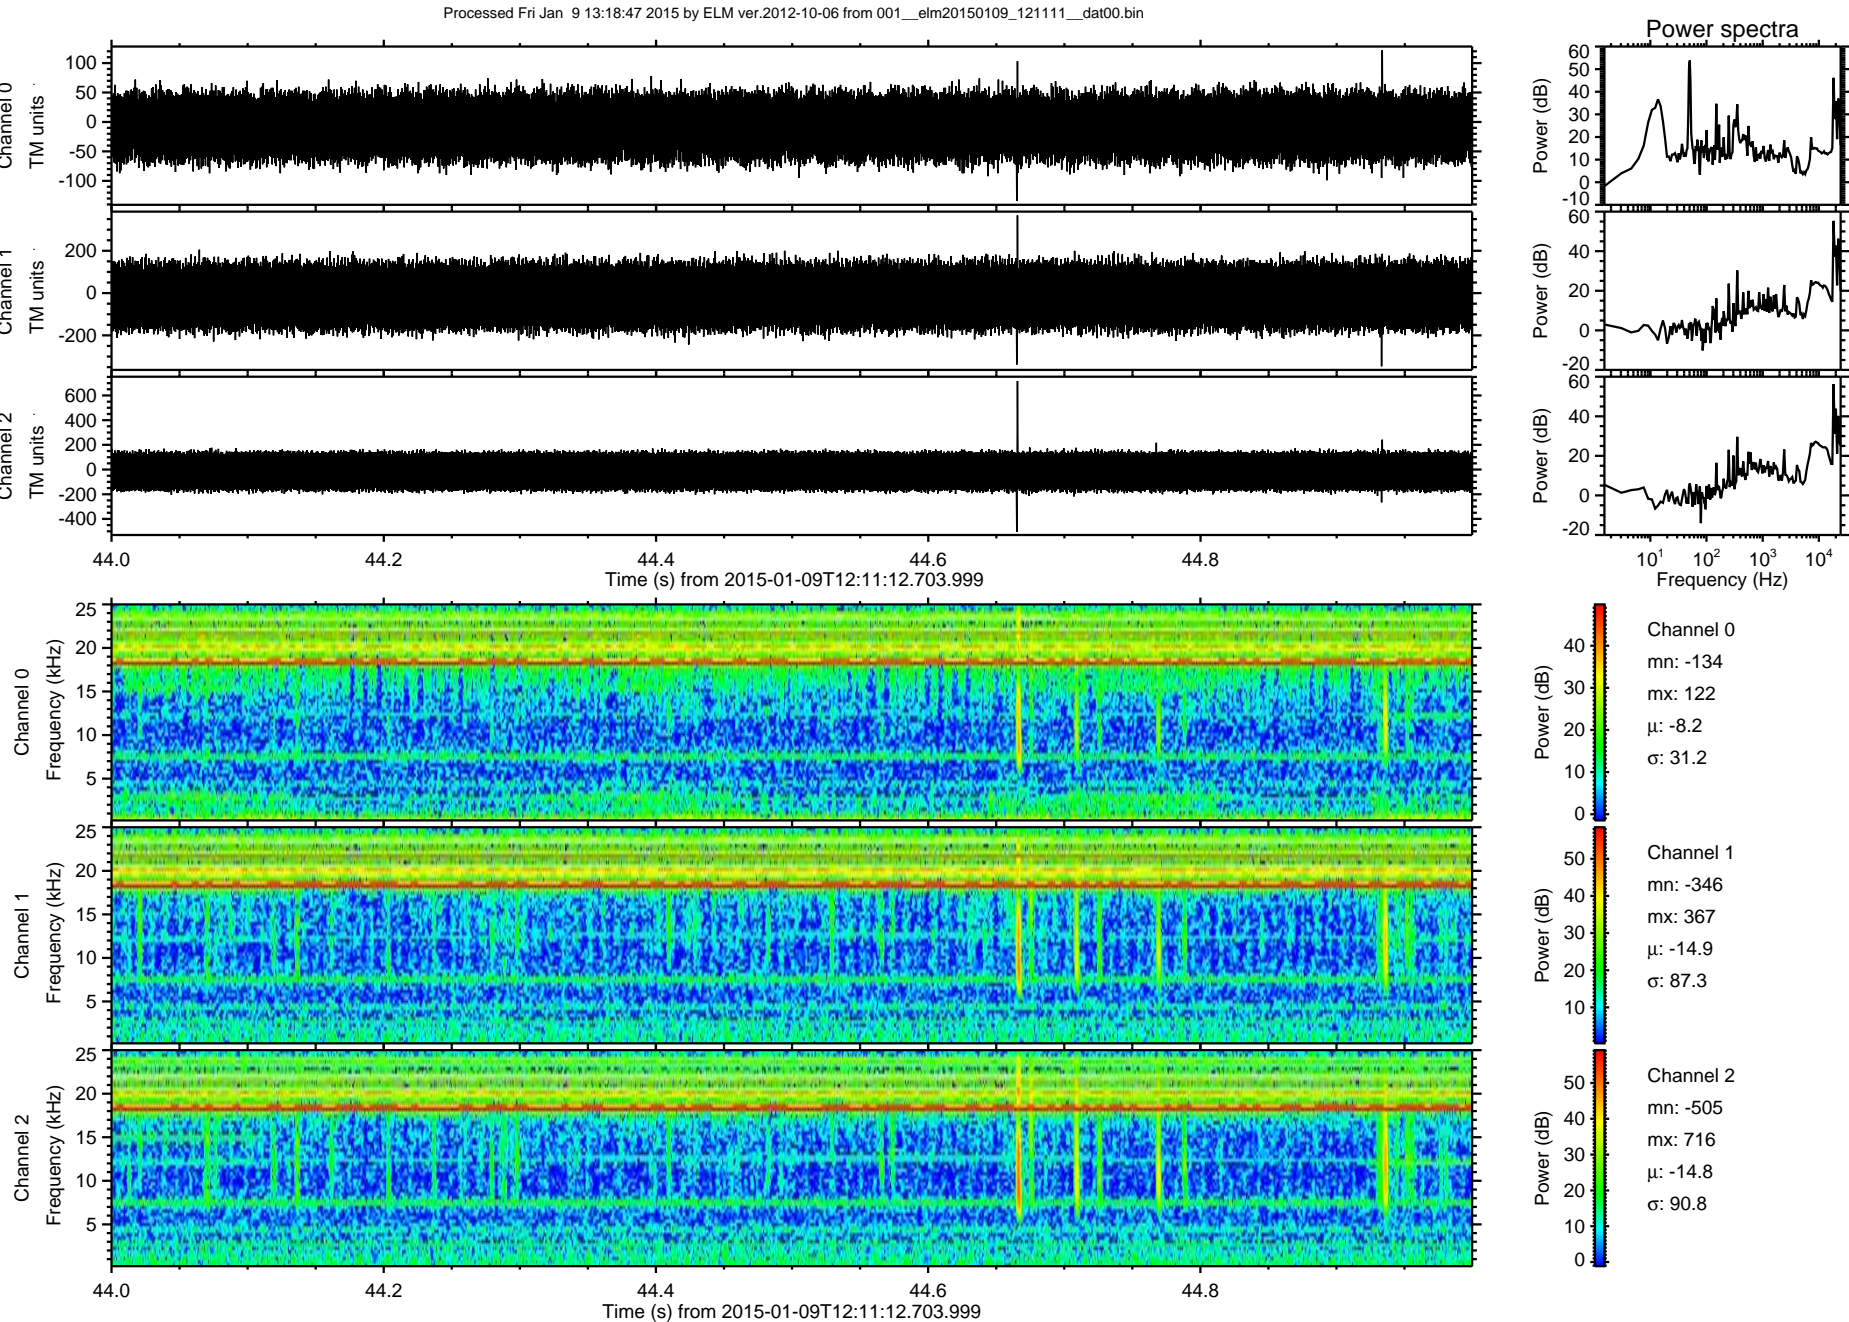 Processed Fri Jan  9 13:18:47 2015 by ELM ver.2012-10-06 from 001__elm20150109_121111__dat00.bin
Power spectra
Channel 0
TM units
100
50
0
-50
-100
Power (dB)
60
50
40
30
20
10
0
-10
Channel 1
TM units
200
0
-200
Power (dB)
60
40
20
0
-20
Channel 2
TM units
600
400
200
0
-200
-400
Power (dB)
60
40
20
0
-20
44.0 44.2 44.4 44.6 44.8
Time (s) from 2015-01-09T12:11:12.703.999
10^1 10^2 10^3 10^4
Frequency (Hz)
Channel 0
Frequency (kHz)
25
20
15
10
5
Power (dB)
40
30
20
10
0
Channel 0
mn: -134
mx: 122
μ: -8.2
σ: 31.2
Channel 1
Frequency (kHz)
25
20
15
10
5
Power (dB)
50
40
30
20
10
Channel 1
mn: -346
mx: 367
μ: -14.9
σ: 87.3
Channel 2
Frequency (kHz)
25
20
15
10
5
Power (dB)
50
40
30
20
10
0
Channel 2
mn: -505
mx: 716
μ: -14.8
σ: 90.8
44.0 44.2 44.4 44.6 44.8
Time (s) from 2015-01-09T12:11:12.703.999